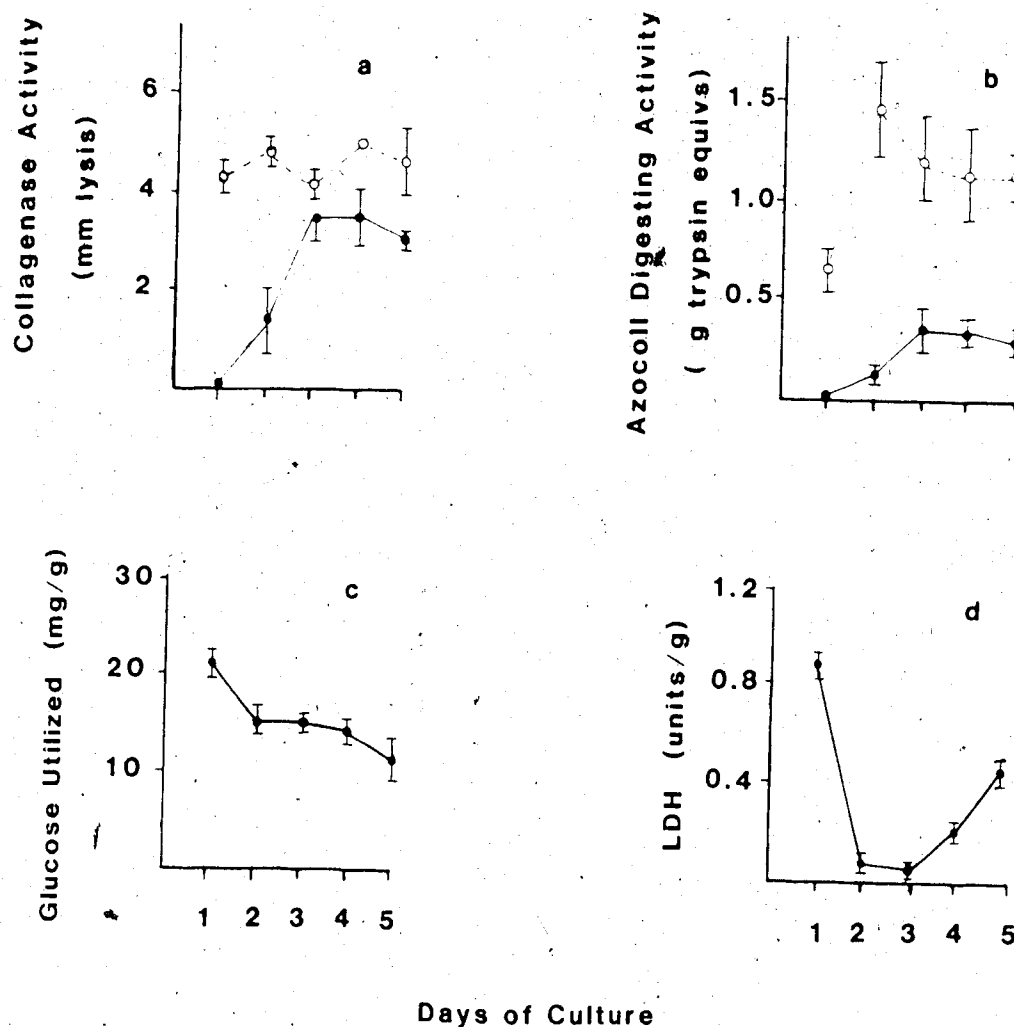 Collagenase Activity
(mm lysis)
6
4
2
a
Azocoll Digesting Activity
( g trypsin equivs)
1.5
1.0
0.5
b
Glucose Utilized (mg/g)
30
20
10
c
1 2 3 4 5
LDH (units/g)
1.2
0.8
0.4
d
1 2 3 4 5
Days of Culture